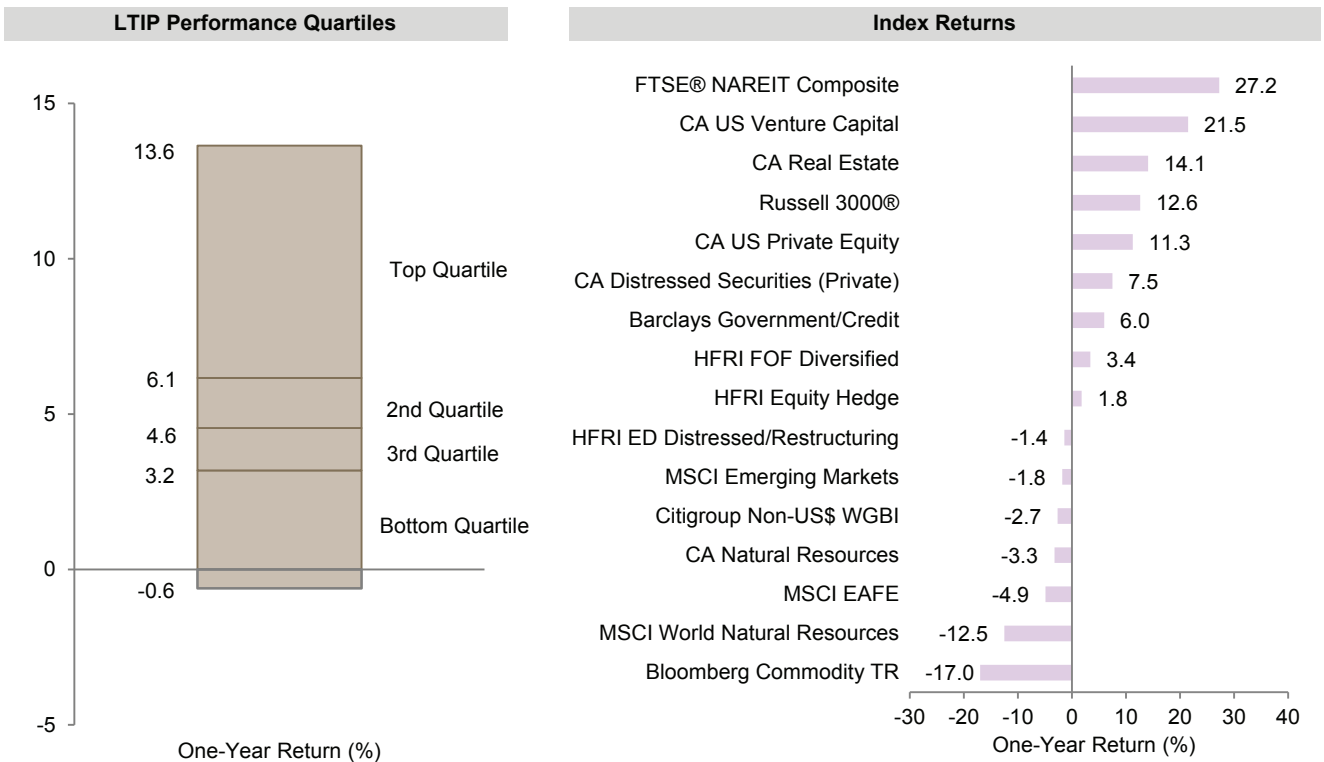 LTIP Performance Quartiles
15
13.6
10
Top Quartile
6.1
5
2nd Quartile
4.6
3rd Quartile
3.2
Bottom Quartile
0
-0.6
-5
One-Year Return (%)
Index Returns
FTSE® NAREIT Composite 27.2
CA US Venture Capital 21.5
CA Real Estate 14.1
Russell 3000® 12.6
CA US Private Equity 11.3
CA Distressed Securities (Private) 7.5
Barclays Government/Credit 6.0
HFRI FOF Diversified 3.4
HFRI Equity Hedge 1.8
HFRI ED Distressed/Restructuring -1.4
MSCI Emerging Markets -1.8
Citigroup Non-US$ WGBI -2.7
CA Natural Resources -3.3
MSCI EAFE -4.9
MSCI World Natural Resources -12.5
Bloomberg Commodity TR -17.0
-30 -20 -10 0 10 20 30 40
One-Year Return (%)